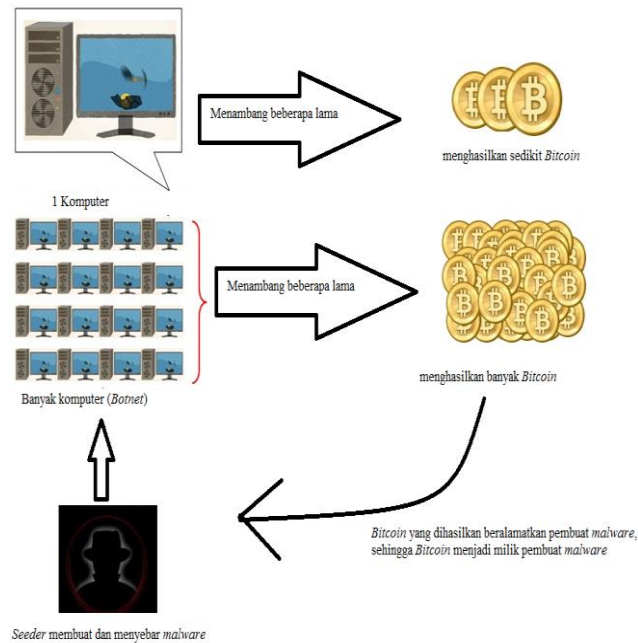 Menambang beberapa lama
menghasilkan sedikit Bitcoin
1 Komputer
Menambang beberapa lama
menghasilkan banyak Bitcoin
Banyak komputer (Botnet)
Bitcoin yang dihasilkan beralamatkan pembuat malware,
sehingga Bitcoin menjadi milik pembuat malware
Seeder membuat dan menyebar malware